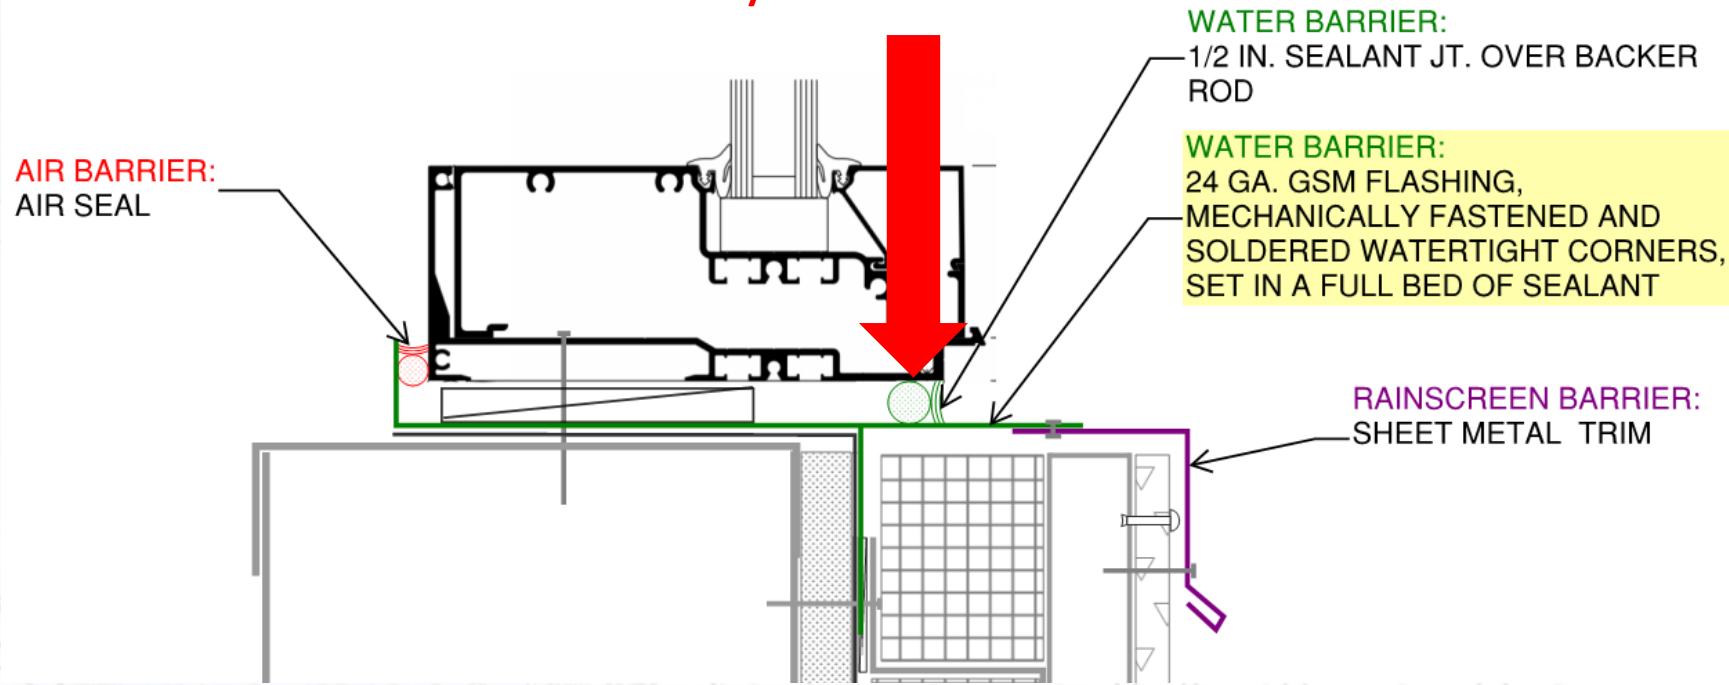 WATER BARRIER:
1/2 IN. SEALANT JT. OVER BACKER
ROD
WATER BARRIER:
24 GA. GSM FLASHING,
MECHANICALLY FASTENED AND
SOLDERED WATERTIGHT CORNERS,
SET IN A FULL BED OF SEALANT
AIR BARRIER:
AIR SEAL
RAINSCREEN BARRIER:
SHEET METAL TRIM